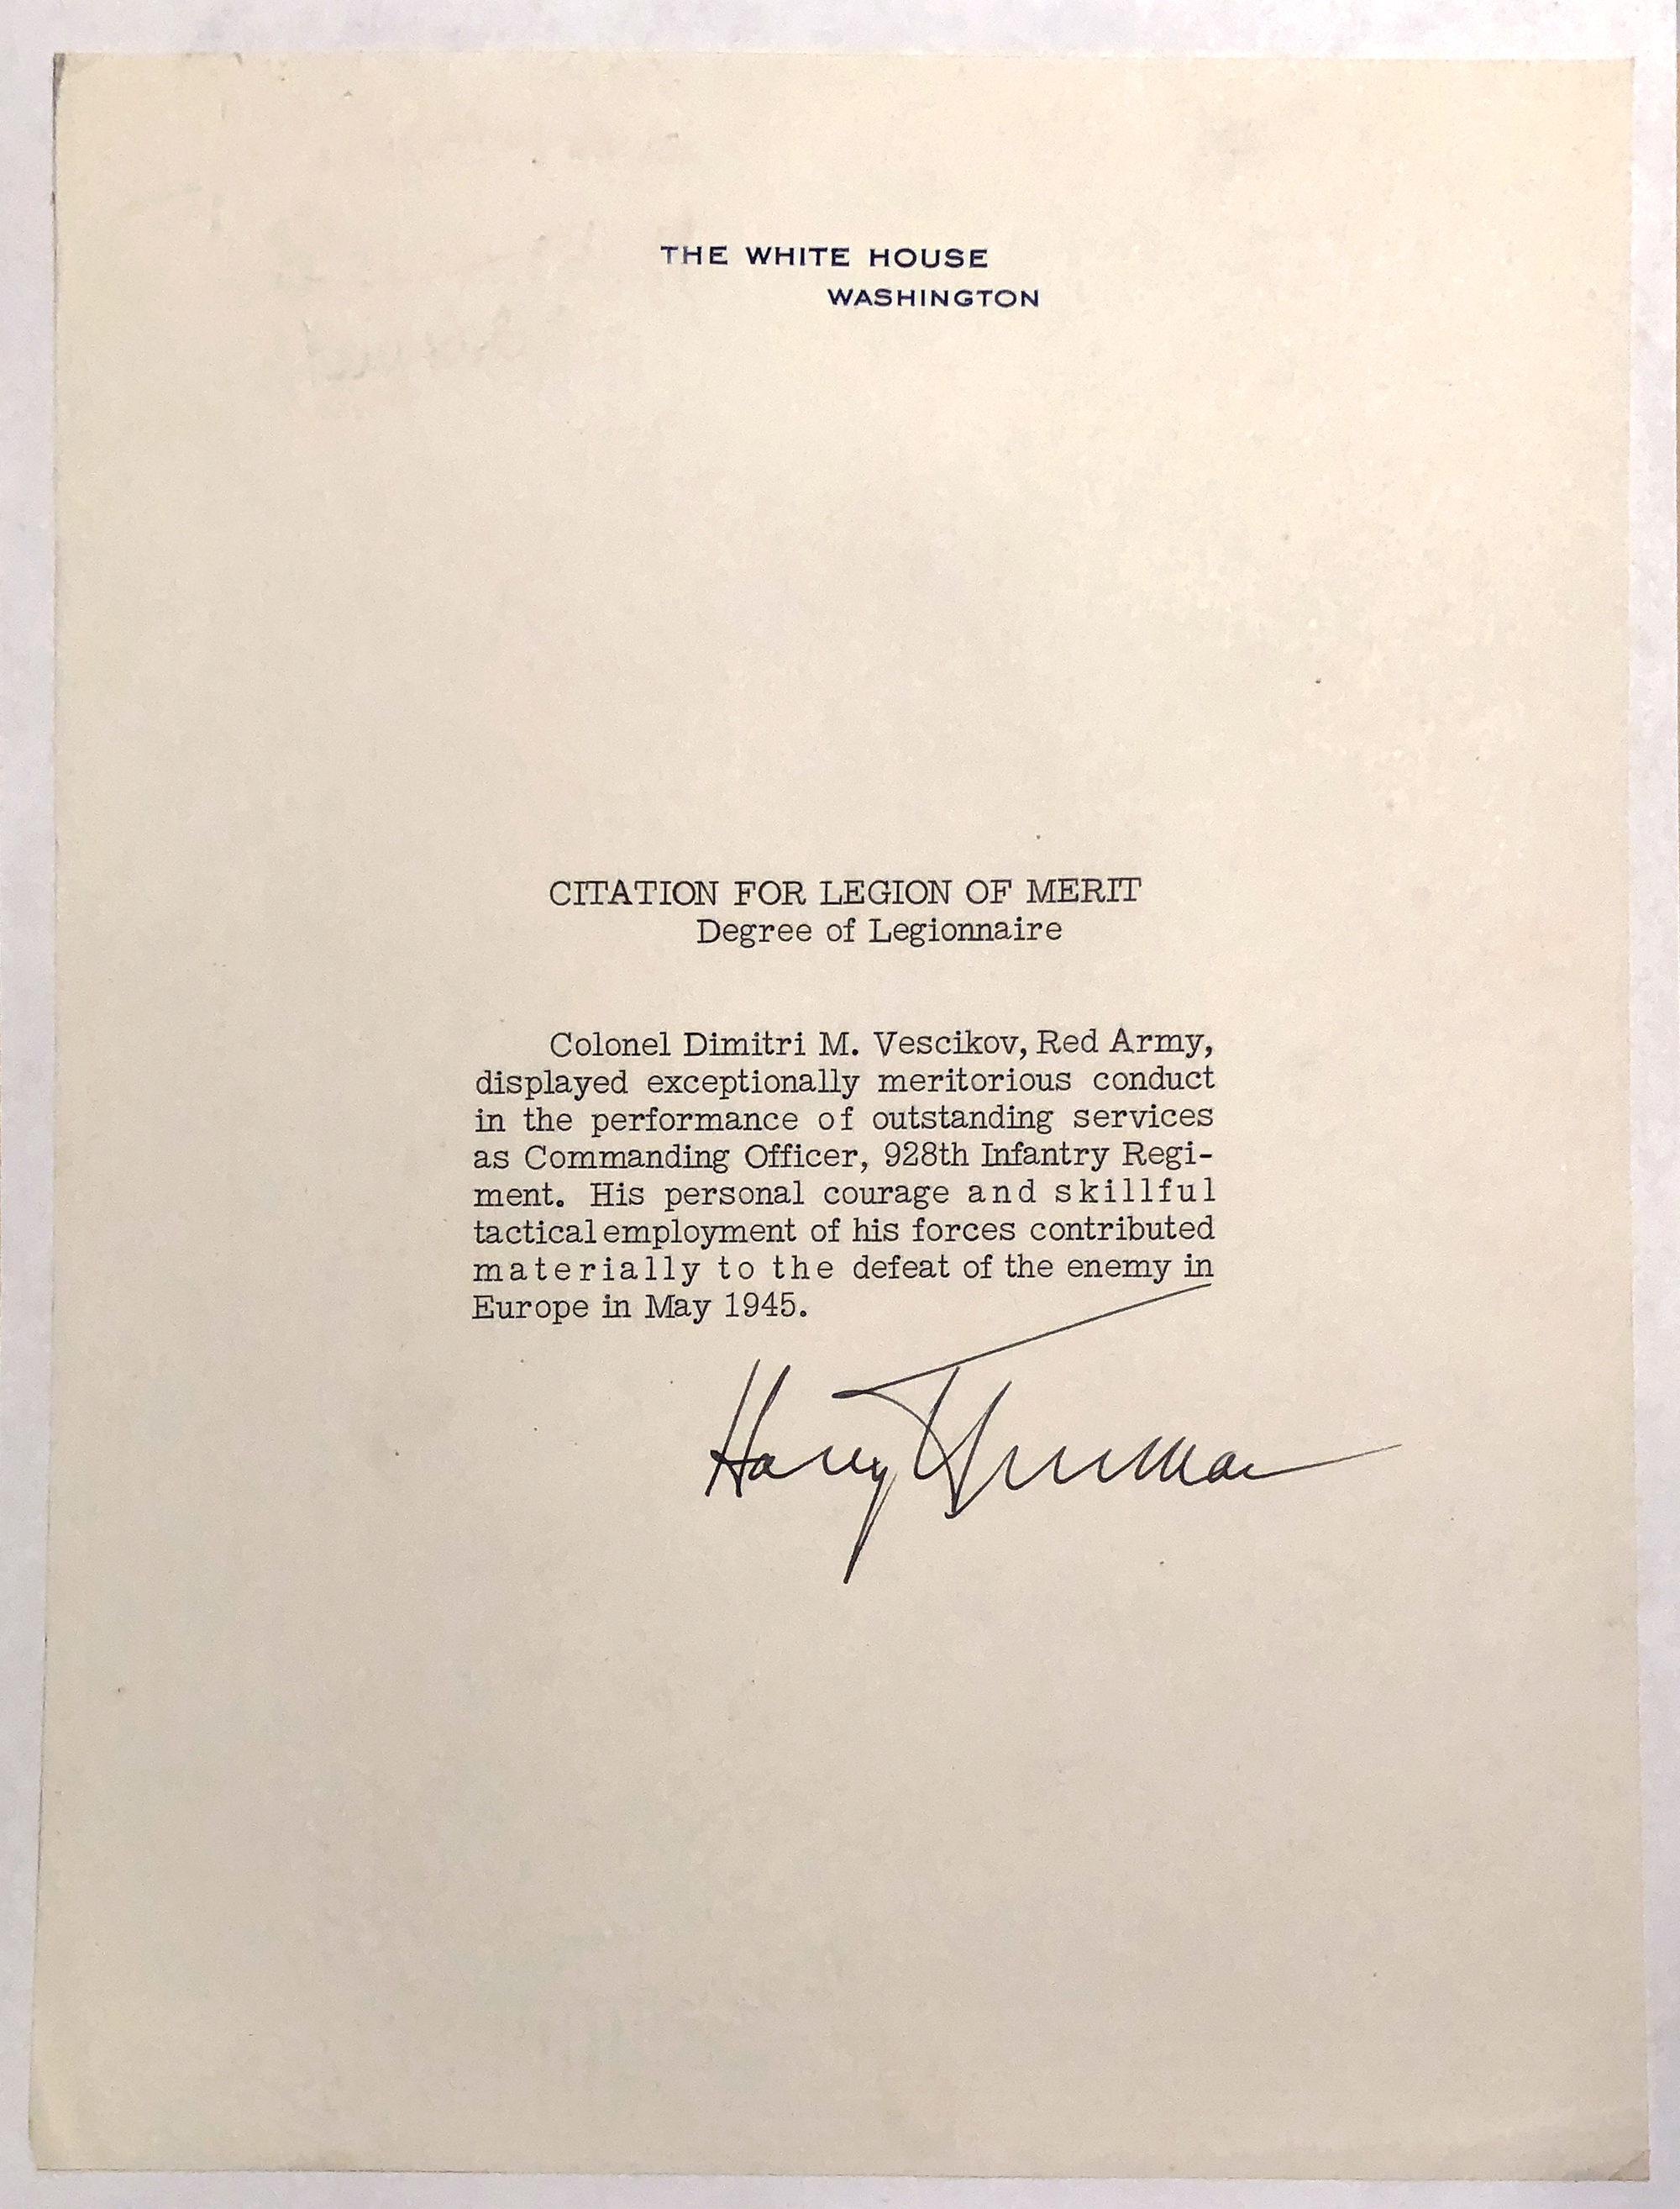 THE WHITE HOUSE
WASHINGTON
CITATION FOR LEGION OF MERIT
Degree of Legionnaire
Colonel Dimitri M. Vescikov, Red Army,
displayed exceptionally meritorious conduct
in the performance of outstanding services
as Commanding Officer, 928th Infantry Regi-
ment. His personal courage and skillful
tactical employment of his forces contributed
materially to the defeat of the enemy in
Europe in May 1945.
Harry Truman